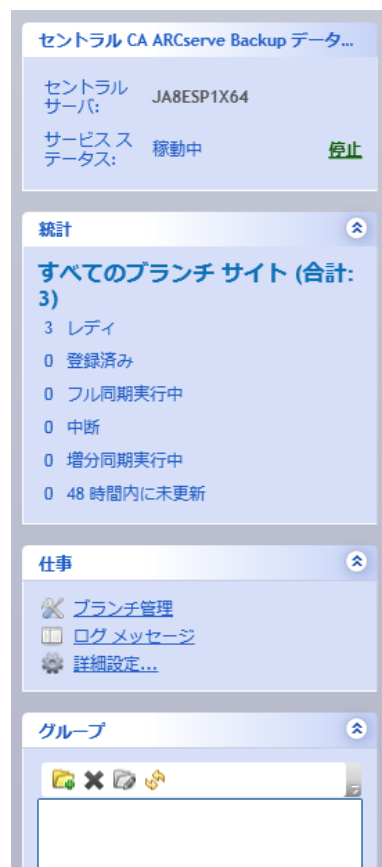 セントラル CA ARCserve Backup データ...
セントラル
サーバ:
JA8ESP1X64
サービス ス
テータス:
稼動中
停止
統計
すべてのブランチ サイト (合計:
3)
3 レディ
0 登録済み
0 フル同期実行中
0 中断
0 増分同期実行中
0 48 時間内に未更新
仕事
ブランチ管理
ログ メッセージ
詳細設定...
グループ